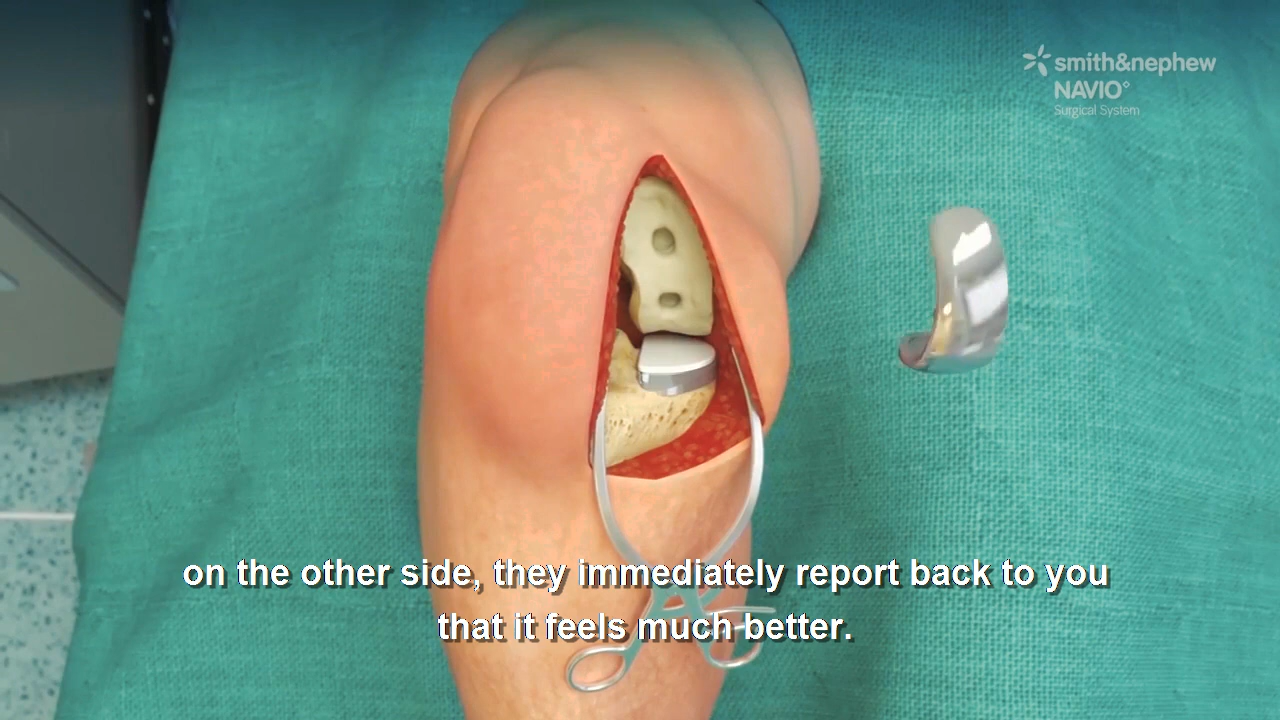 smith&nephew
NAVIO°
Surgical System
on the other side, they immediately report back to you
that it feels much better.